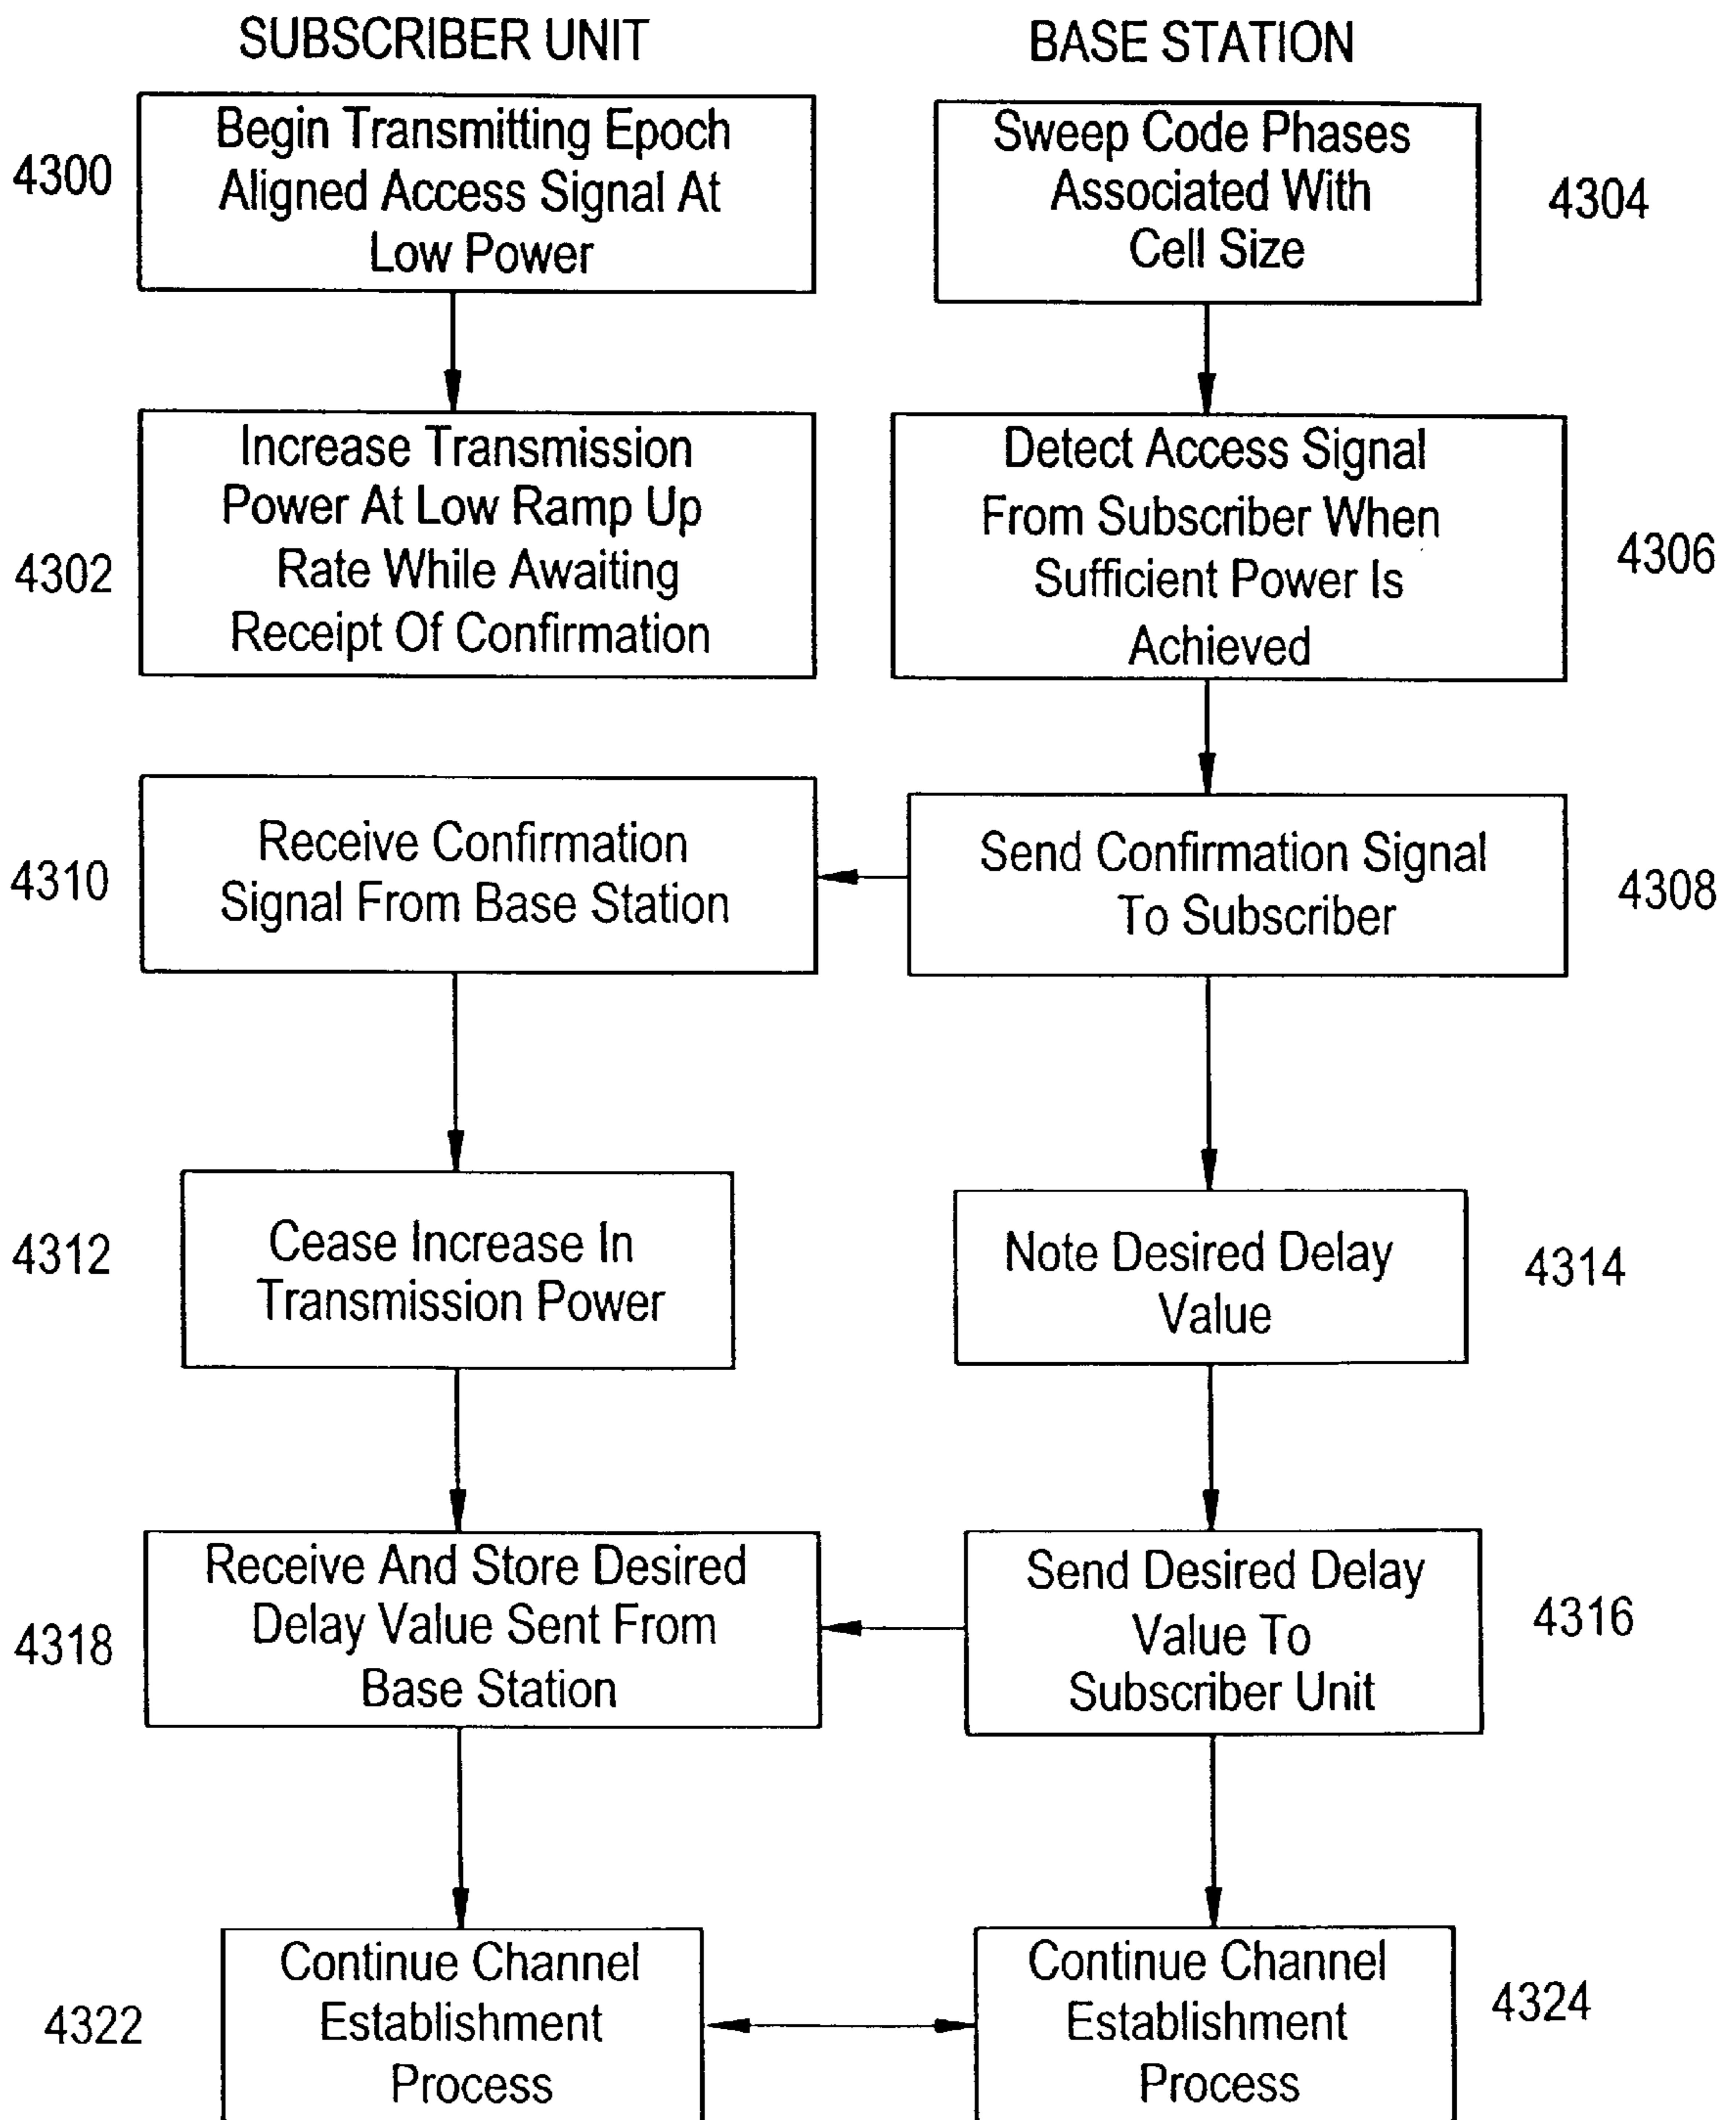 SUBSCRIBER UNIT
BASE STATION
4300
Begin Transmitting Epoch
Aligned Access Signal At
Low Power
Sweep Code Phases
Associated With
Cell Size
4304
4302
Increase Transmission
Power At Low Ramp Up
Rate While Awaiting
Receipt Of Confirmation
Detect Access Signal
From Subscriber When
Sufficient Power Is
Achieved
4306
4310
Receive Confirmation
Signal From Base Station
Send Confirmation Signal
To Subscriber
4308
4312
Cease Increase In
Transmission Power
Note Desired Delay
Value
4314
4318
Receive And Store Desired
Delay Value Sent From
Base Station
Send Desired Delay
Value To
Subscriber Unit
4316
4322
Continue Channel
Establishment
Process
Continue Channel
Establishment
Process
4324